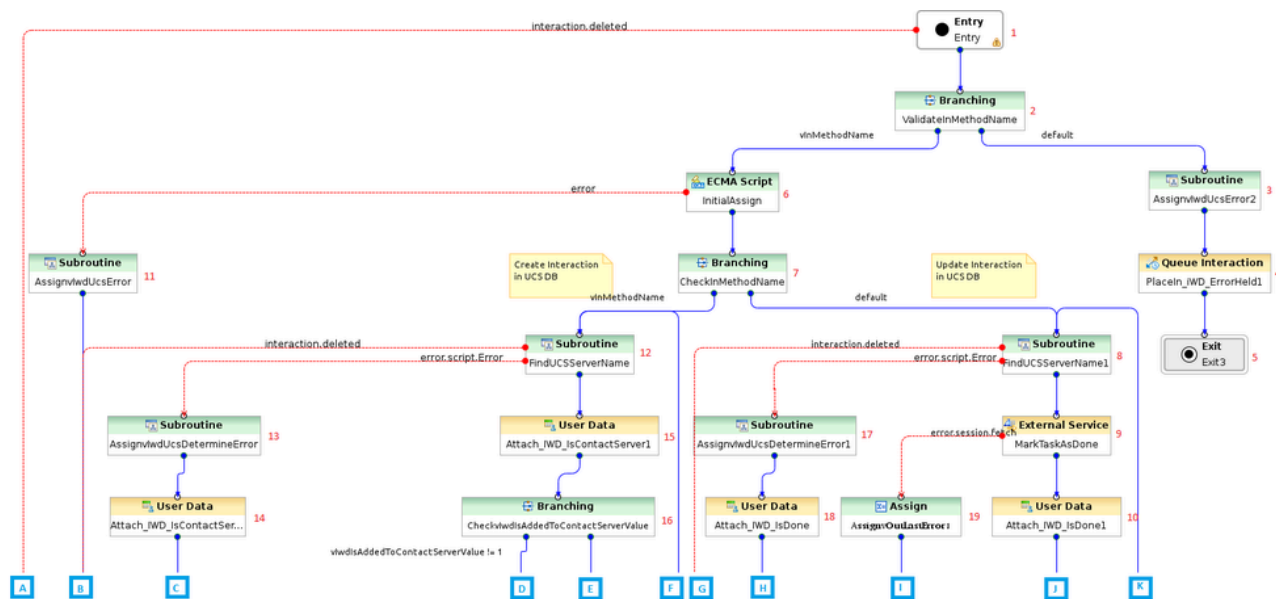 Entry
Entry
1
interaction.deleted
Branching
ValidateInMethodName
2
vInMethodName
default
ECMA Script
InitialAssign
6
error
Subroutine
AssignvIwdUcsError2
3
Subroutine
AssignvIwdUcsError
11
Create Interaction
in UCS DB
Branching
CheckInMethodName
7
Update Interaction
in UCS DB
Queue Interaction
PlaceIn_iWD_ErrorHeld1
vInMethodName
default
interaction.deleted
error.script.Error
Subroutine
FindUCSServerName
12
interaction.deleted
error.script.Error
Subroutine
FindUCSServerName1
8
Exit
Exit3
5
Subroutine
AssignvIwdUcsDetermineError
13
User Data
Attach_IWD_IsContactServer1
15
Subroutine
AssignvIwdUcsDetermineError1
17
error.session.fetch
External Service
MarkTaskAsDone
9
User Data
Attach_IWD_IsContactSer...
14
Branching
CheckvIwdIsAddedToContactServerValue
16
User Data
Attach_IWD_IsDone
18
Assign
AssignvOutLastError1
19
User Data
Attach_IWD_IsDone1
10
vIwdIsAddedToContactServerValue != 1
A
B
C
D
E
F
G
H
I
J
K